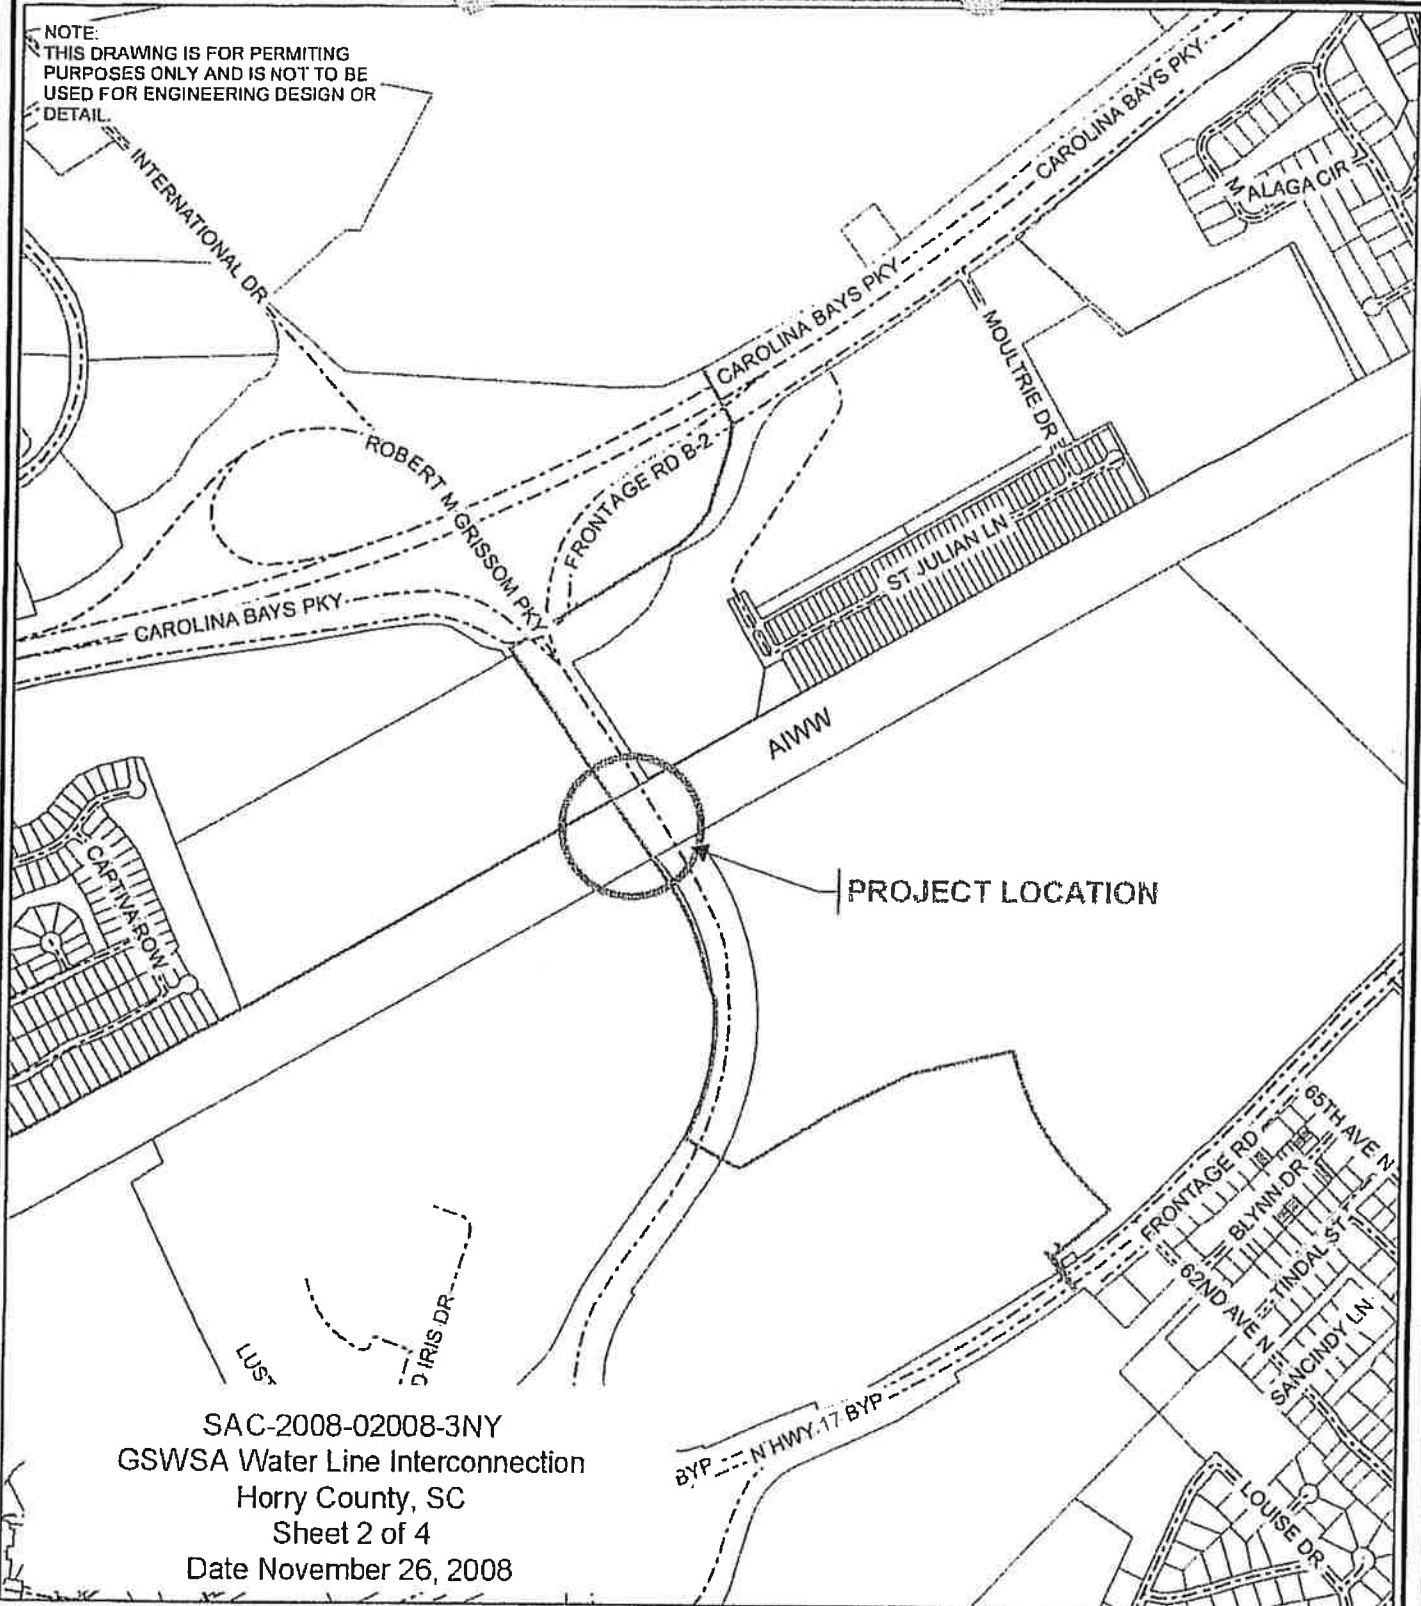 NOTE:
THIS DRAWING IS FOR PERMITING
PURPOSES ONLY AND IS NOT TO BE
USED FOR ENGINEERING DESIGN OR
DETAIL.
INTERNATIONAL DR
CAROLINA BAYS PKY
CAROLINA BAYS PKY
M ALAGA CIR
CAROLINA BAYS PKY
MOULTRIE DR
ROBERT M GRISSOM PKY
FRONTAGE RD B-2
ST JULIAN LN
CAROLINA BAYS PKY
AIWW
CAPTIVA ROW
PROJECT LOCATION
65TH AVE N
FRONTAGE RD
BLYNN DR
TINDAL ST
62ND AVE N
SANCINDY LN
LUST
D IRIS DR
BYP
N HWY 17 BYP
LOUISE DR
SAC-2008-02008-3NY
GSWSA Water Line Interconnection
Horry County, SC
Sheet 2 of 4
Date November 26, 2008